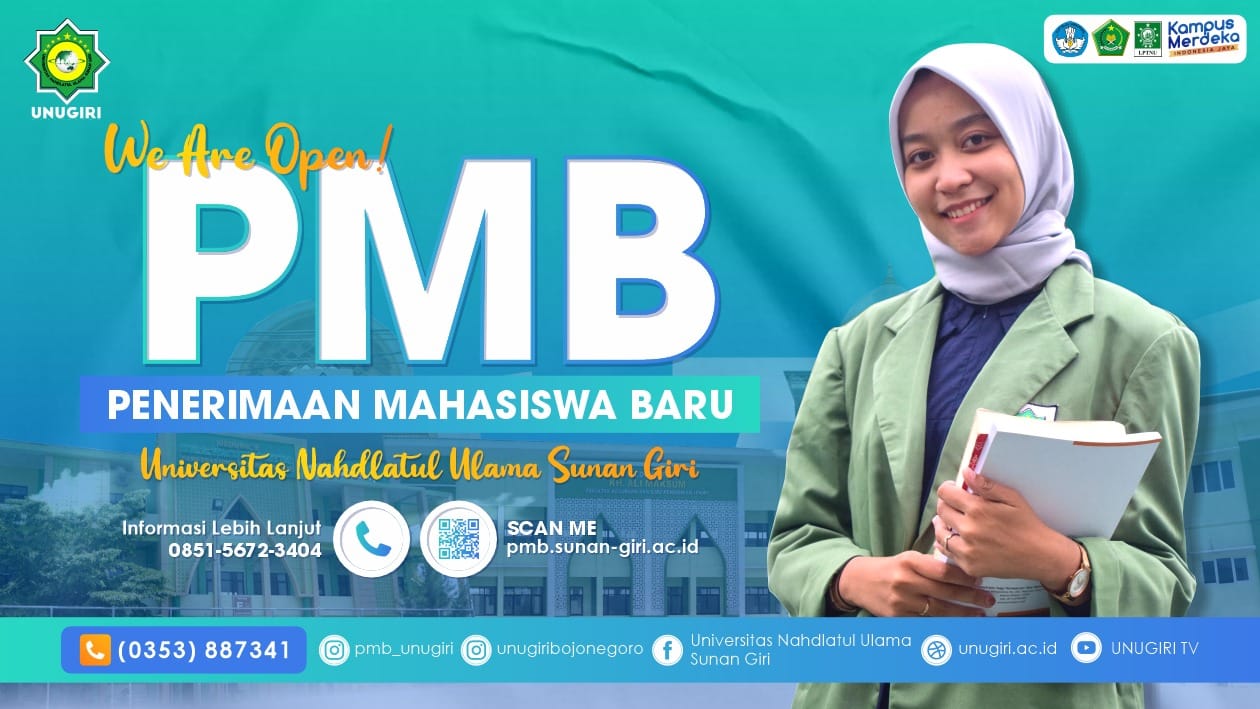 UNUGIRI
LPTNU
Kampus
Merdeka
INDONESIA JAYA
We Are Open!
PMB
PENERIMAAN MAHASISWA BARU
Universitas Nahdlatul Ulama Sunan Giri
KH. ALI MAKSUM
Informasi Lebih Lanjut
0851-5672-3404
SCAN ME
pmb.sunan-giri.ac.id
(0353) 887341
pmb_unugiri
unugiribojonegoro
Universitas Nahdlatul Ulama
Sunan Giri
unugiri.ac.id
UNUGIRI TV